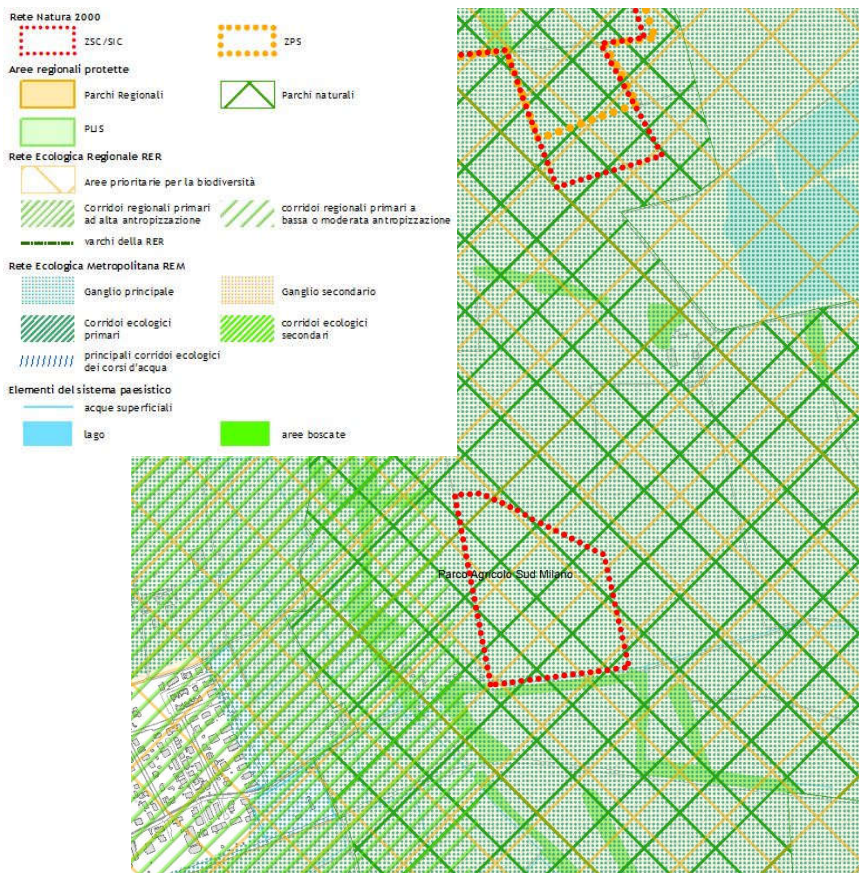 Rete Natura 2000
ZSC/SIC
ZPS
Aree regionali protette
Parchi Regionali
Parchi naturali
PLIS
Rete Ecologica Regionale RER
Aree prioritarie per la biodiversità
Corridoi regionali primari
ad alta antropizzazione
corridoi regionali primari a
bassa o moderata antropizzazione
varchi della RER
Rete Ecologica Metropolitana REM
Ganglio principale
Ganglio secondario
Corridoi ecologici
primari
corridoi ecologici
secondari
principali corridoi ecologici
dei corsi d'acqua
Elementi del sistema paesistico
acque superficiali
lago
aree boscate
Parco Agricolo Sud Milano